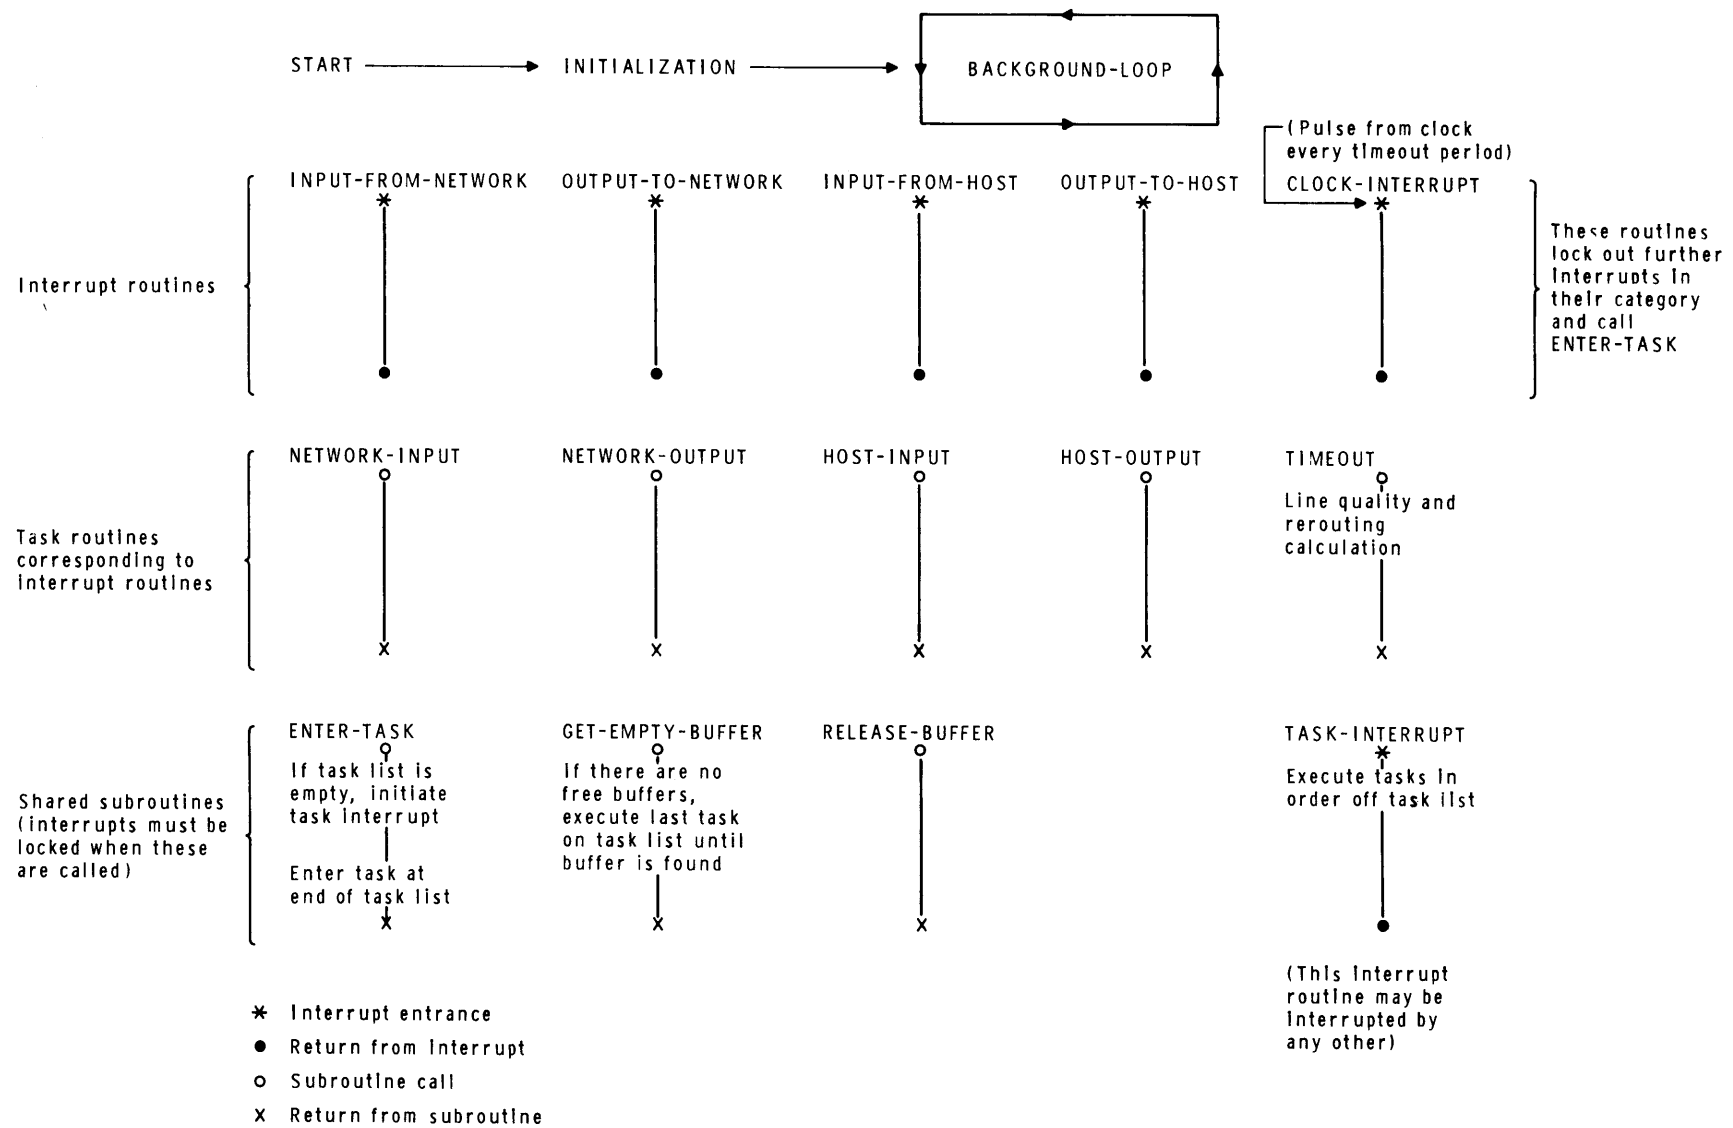 START
INITIALIZATION
BACKGROUND-LOOP
(Pulse from clock
every timeout period)
INPUT-FROM-NETWORK
OUTPUT-TO-NETWORK
INPUT-FROM-HOST
OUTPUT-TO-HOST
CLOCK-INTERRUPT
Interrupt routines
These routines
lock out further
interrupts in
their category
and call
ENTER-TASK
NETWORK-INPUT
NETWORK-OUTPUT
HOST-INPUT
HOST-OUTPUT
TIMEOUT
Line quality and
rerouting
calculation
Task routines
corresponding to
interrupt routines
ENTER-TASK
If task list is
empty, initiate
task interrupt
Enter task at
end of task list
GET-EMPTY-BUFFER
If there are no
free buffers,
execute last task
on task list until
buffer is found
RELEASE-BUFFER
TASK-INTERRUPT
Execute tasks in
order off task list
Shared subroutines
(interrupts must be
locked when these
are called)
(This interrupt
routine may be
interrupted by
any other)
* Interrupt entrance
● Return from interrupt
○ Subroutine call
x Return from subroutine